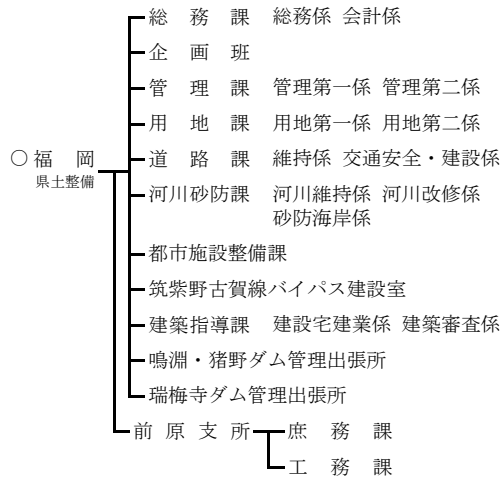 総務課 総務係 会計係
企画班
管理課 管理第一係 管理第二係
用地課 用地第一係 用地第二係
○福岡
県土整備
道路課 維持係 交通安全・建設係
河川砂防課 河川維持係 河川改修係
砂防海岸係
都市施設整備課
筑紫野古賀線バイパス建設室
建築指導課 建設宅建業係 建築審査係
鳴淵・猪野ダム管理出張所
瑞梅寺ダム管理出張所
前原支所 庶務課
工務課